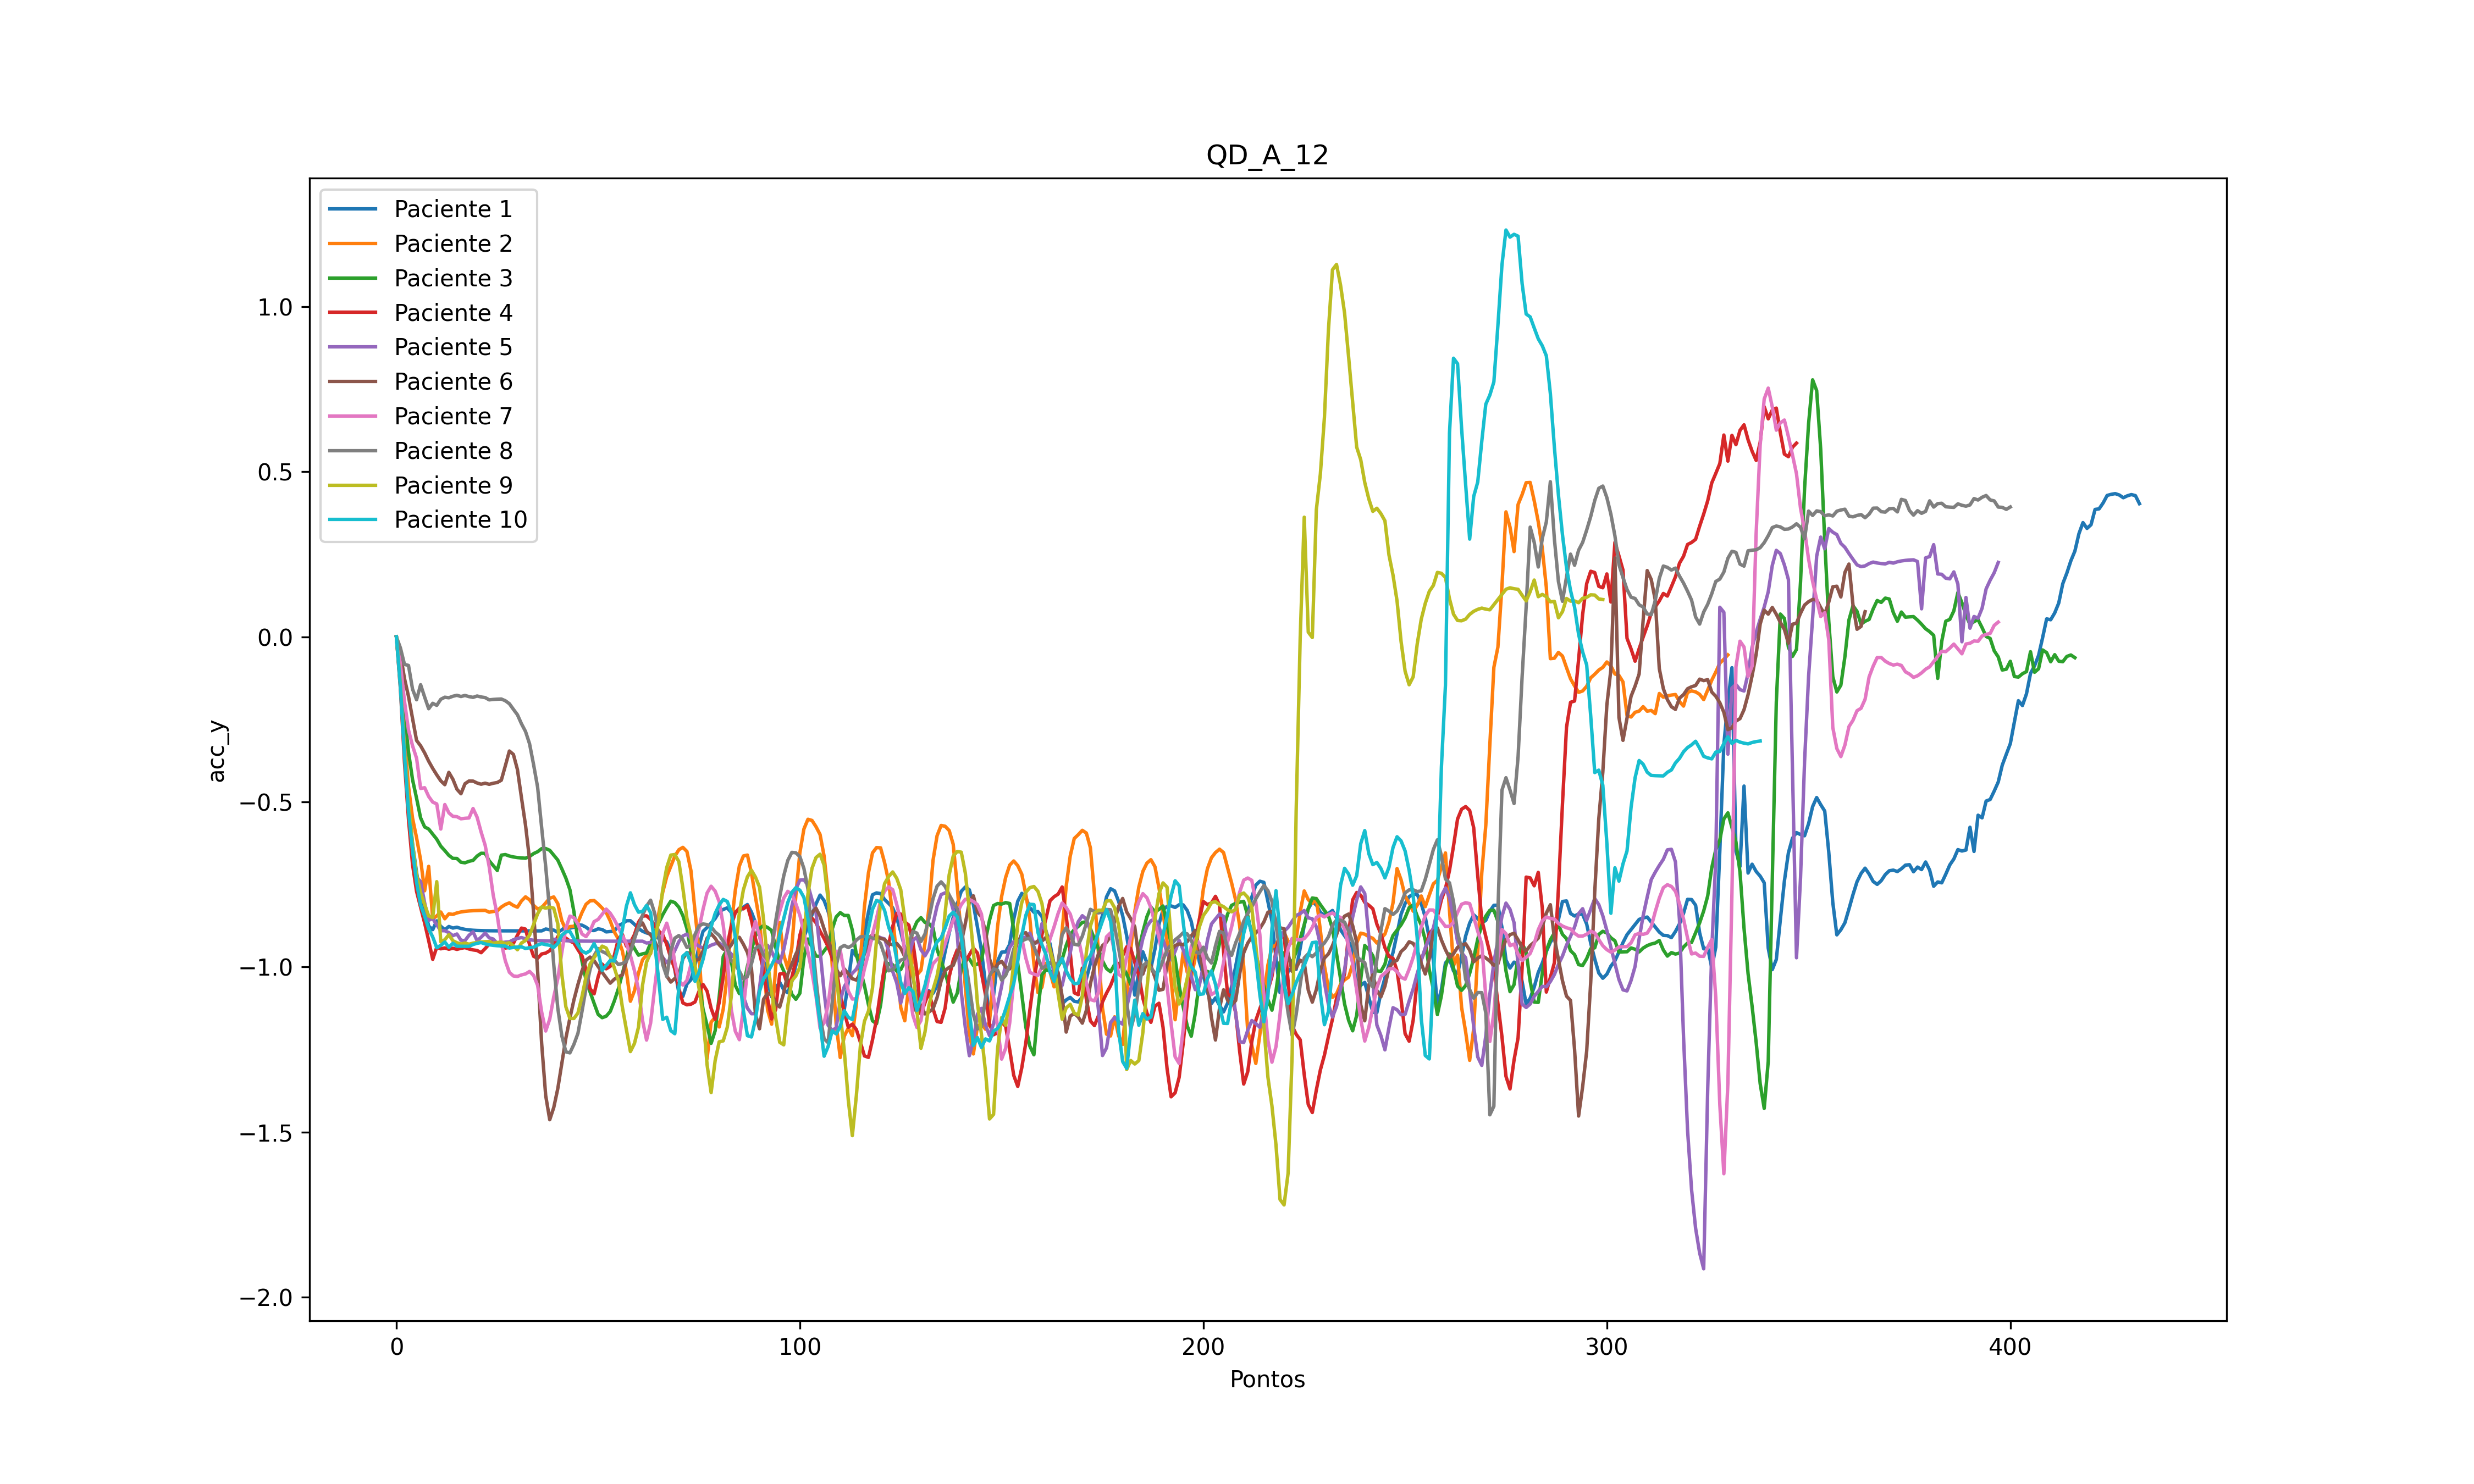 QD_A_12
Paciente 1
Paciente 2
Paciente 3
Paciente 4
Paciente 5
Paciente 6
Paciente 7
Paciente 8
Paciente 9
Paciente 10
1.0
0.5
0.0
−0.5
−1.0
−1.5
−2.0
acc_y
0 100 200 300 400
Pontos